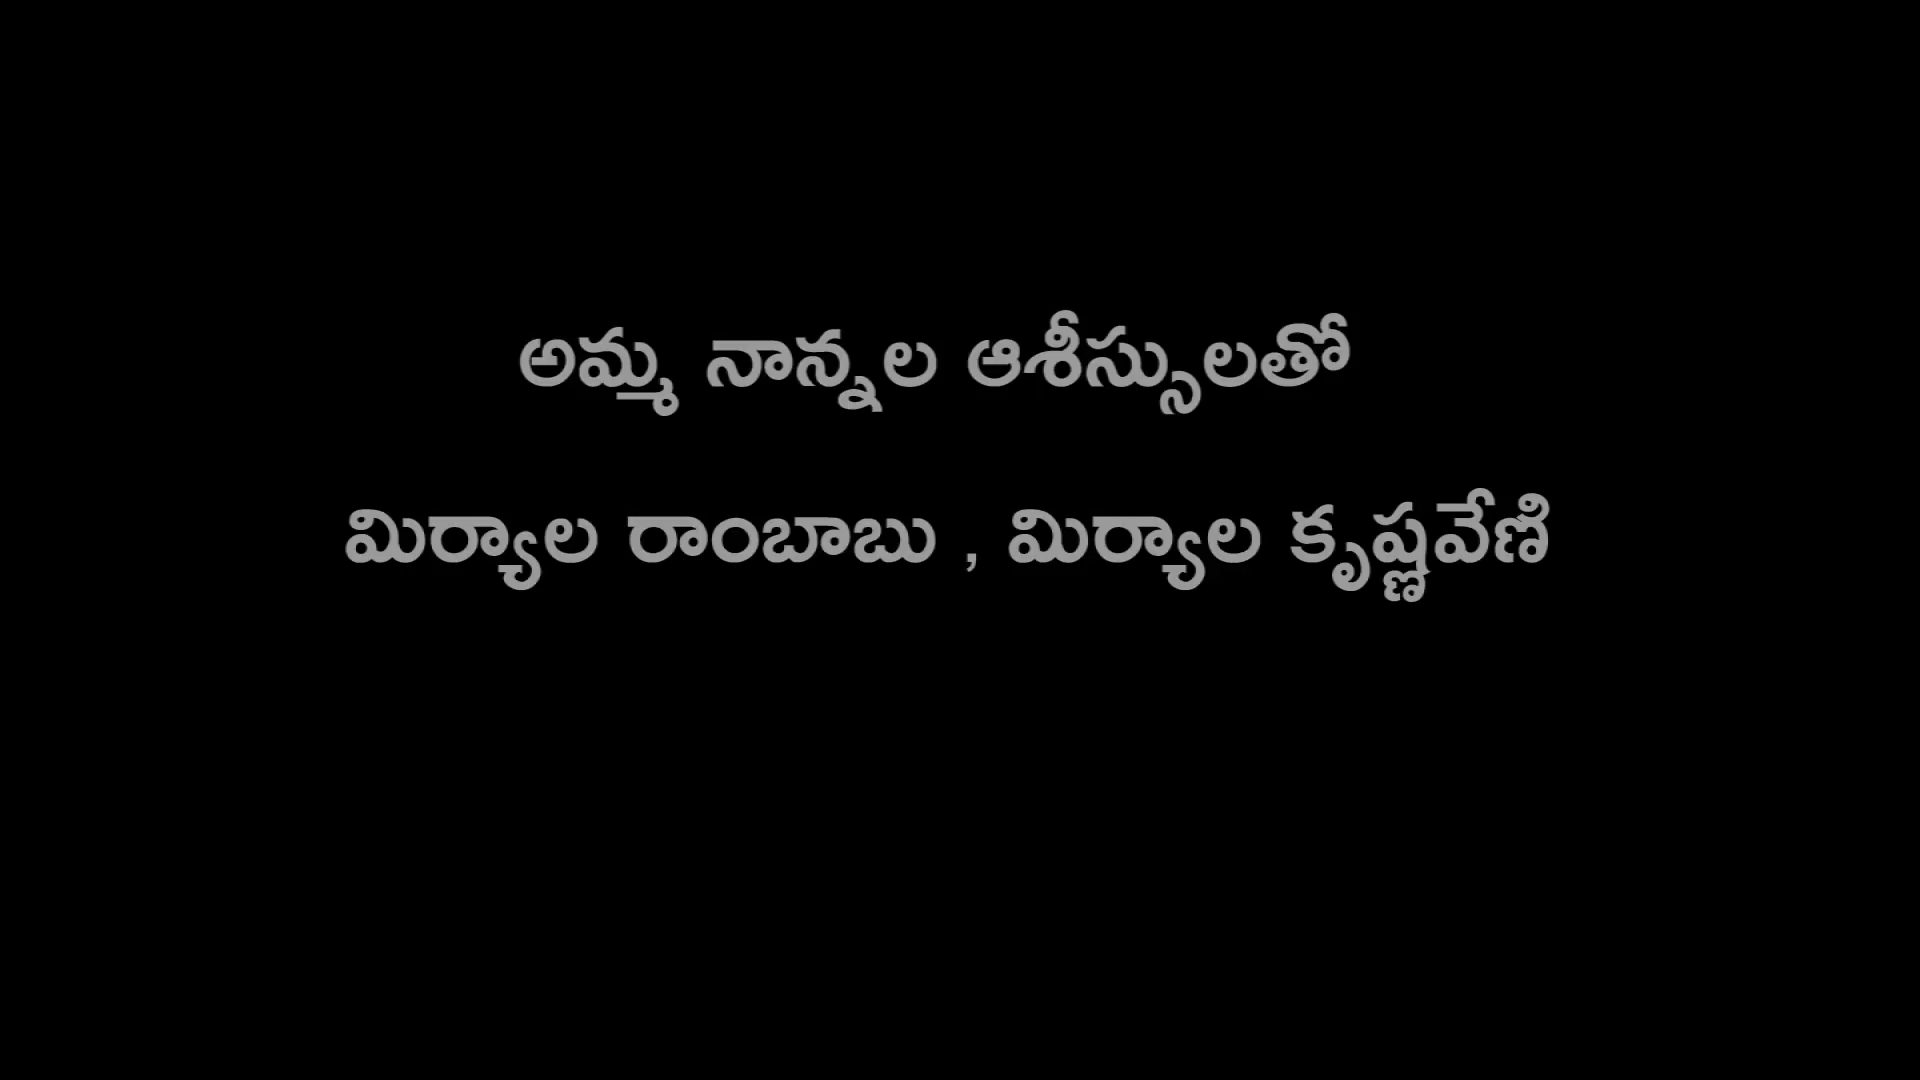 అమ్మ నాన్నల ఆశీస్సులతో
మిర్యాల రాంబాబు , మిర్యాల కృష్ణవేణి